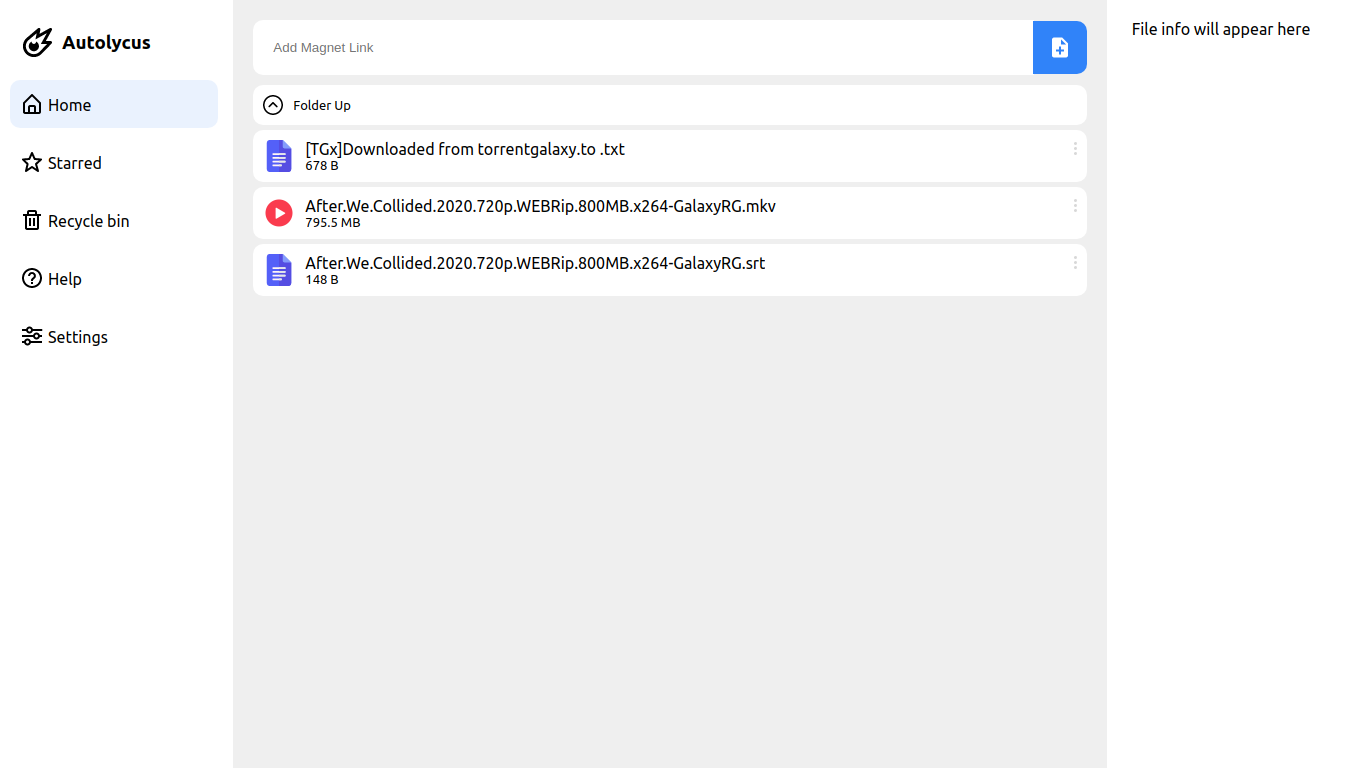 Autolycus
Home
Starred
Recycle bin
Help
Settings
Add Magnet Link
Folder Up
[TGx]Downloaded from torrentgalaxy.to .txt
678 B
After.We.Collided.2020.720p.WEBRip.800MB.x264-GalaxyRG.mkv
795.5 MB
After.We.Collided.2020.720p.WEBRip.800MB.x264-GalaxyRG.srt
148 B
File info will appear here